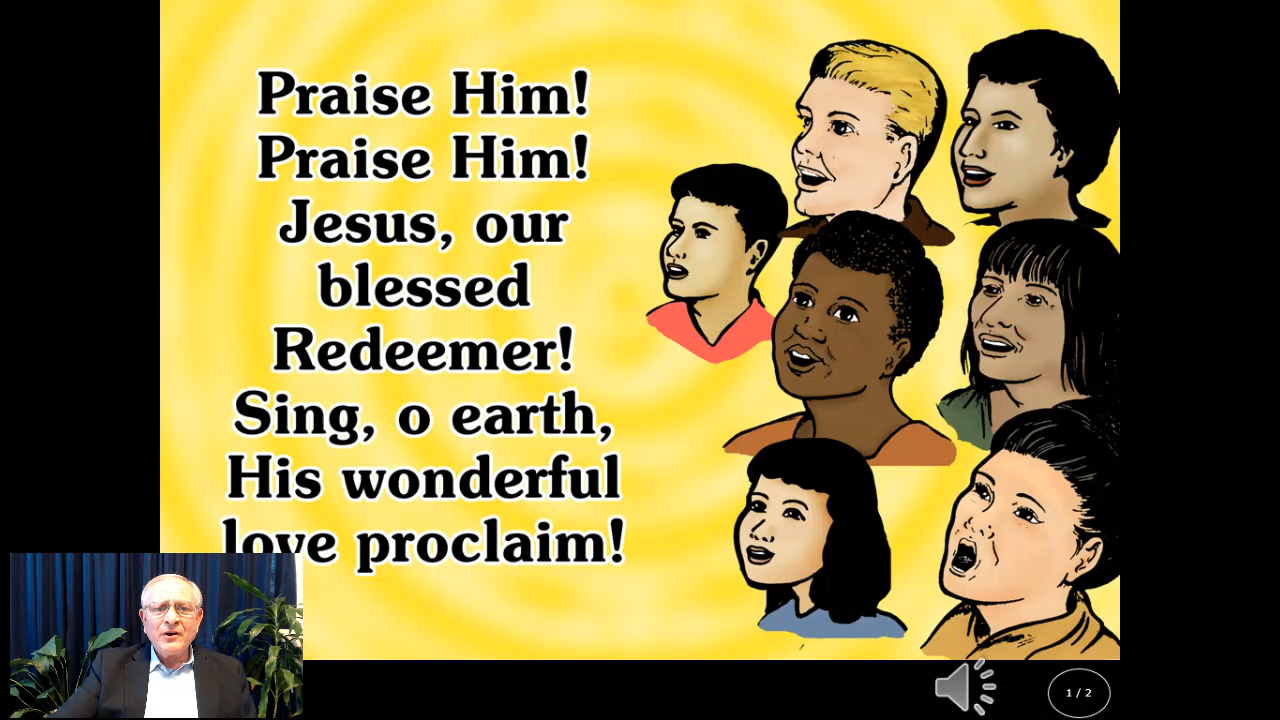 Praise Him!
Praise Him!
Jesus, our
blessed
Redeemer!
Sing, o earth,
His wonderful
love proclaim!
1 / 2